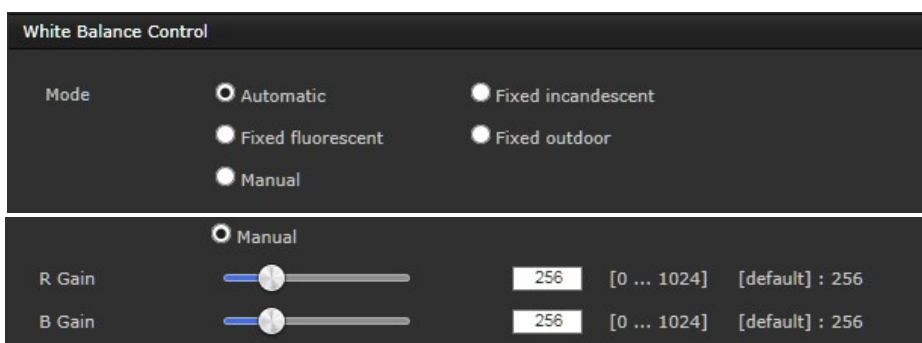 White Balance Control
Mode Automatic Fixed incandescent
Fixed fluorescent Fixed outdoor
Manual
Manual
R Gain 256 [0 ... 1024] [default] : 256
B Gain 256 [0 ... 1024] [default] : 256